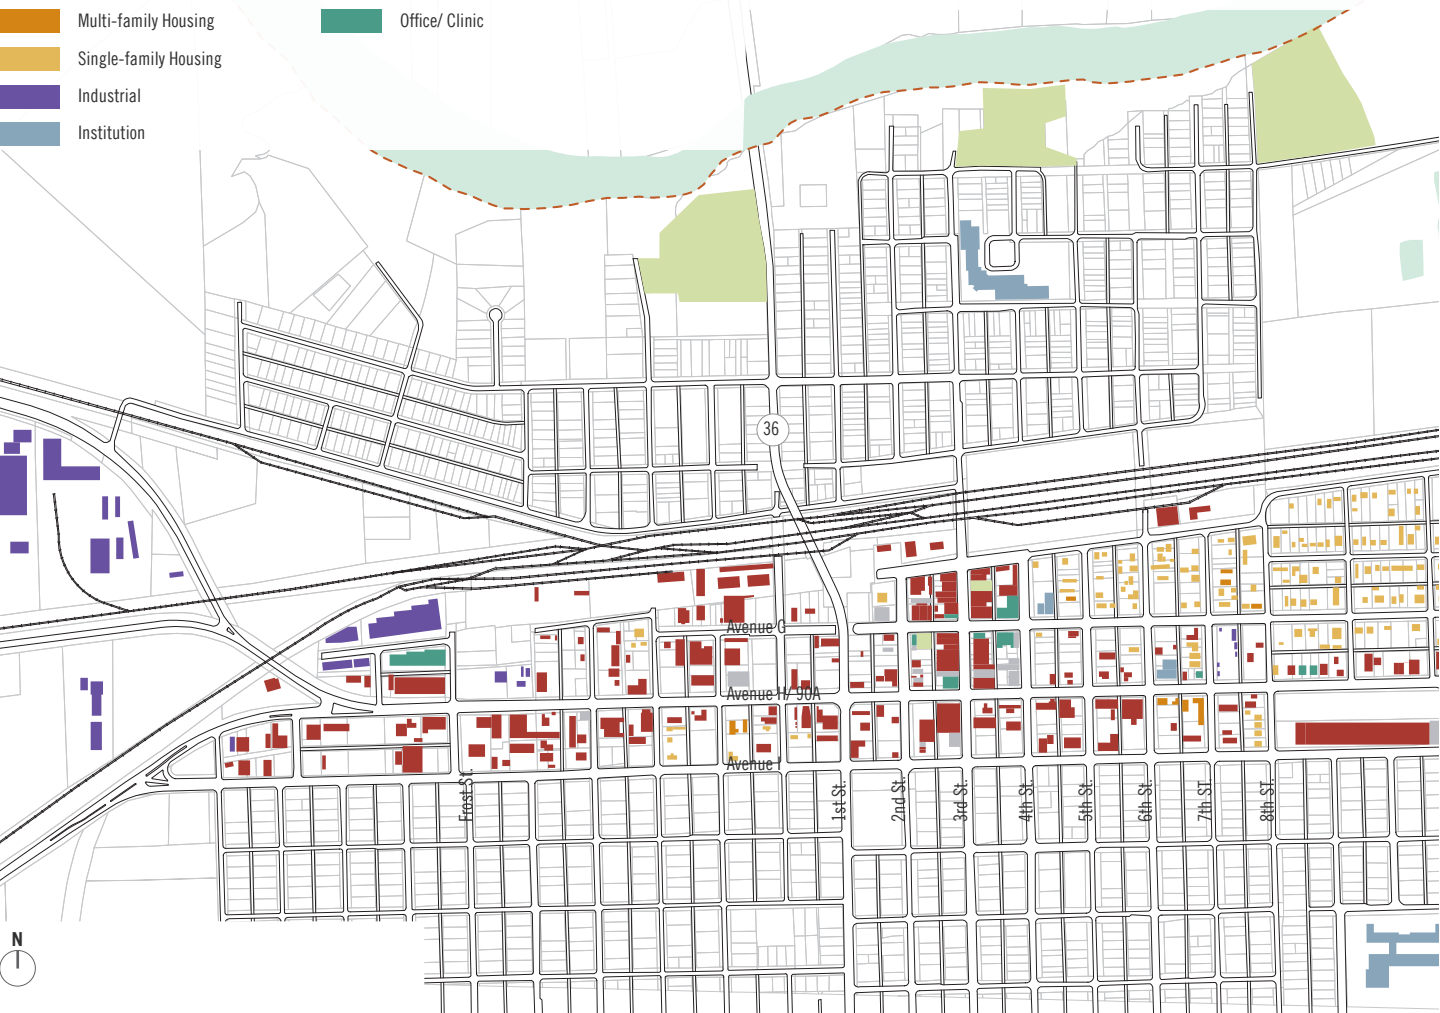 Multi-family Housing
Office/ Clinic
Single-family Housing
Industrial
Institution
36
Avenue G
Avenue H/ 90A
Avenue I
Frost St.
1st St.
2nd St.
3rd St.
4th St.
5th St.
6th St.
7th ST.
8th ST.
N